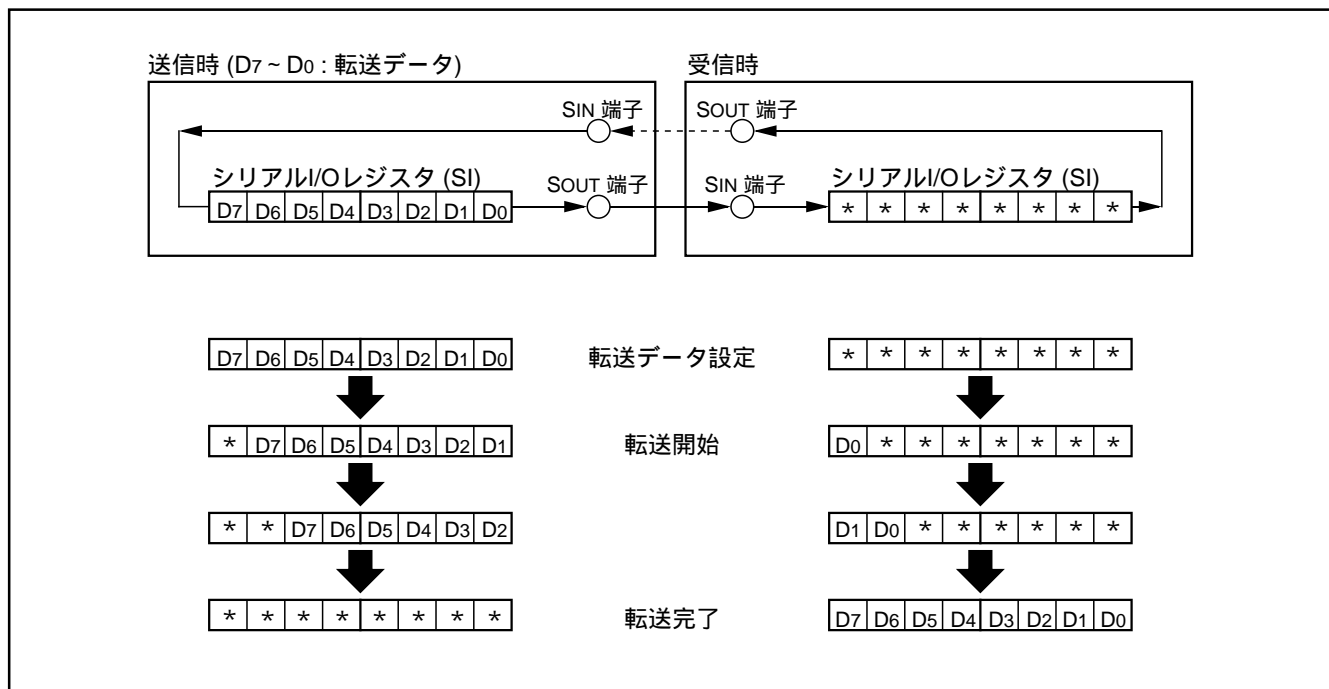 送信時 (D7 ~ D0 : 転送データ)
受信時
SIN 端子
SOUT 端子
シリアルI/Oレジスタ (SI)
SOUT 端子
SIN 端子
シリアルI/Oレジスタ (SI)
D7 D6 D5 D4 D3 D2 D1 D0
* * * * * * * *
D7 D6 D5 D4 D3 D2 D1 D0
転送データ設定
* * * * * * * *
* D7 D6 D5 D4 D3 D2 D1
転送開始
D0 * * * * * * *
* * D7 D6 D5 D4 D3 D2
D1 D0 * * * * * *
* * * * * * * *
転送完了
D7 D6 D5 D4 D3 D2 D1 D0